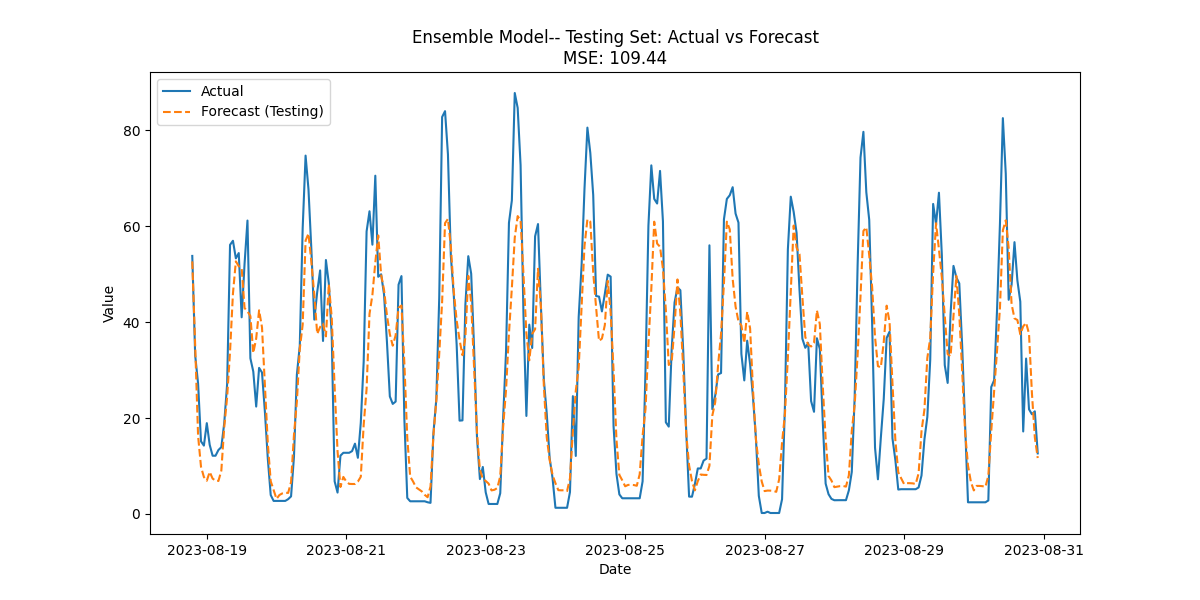 Ensemble Model-- Testing Set: Actual vs Forecast
MSE: 109.44
Actual
Forecast (Testing)
Value
80
60
40
20
0
2023-08-19
2023-08-21
2023-08-23
2023-08-25
2023-08-27
2023-08-29
2023-08-31
Date